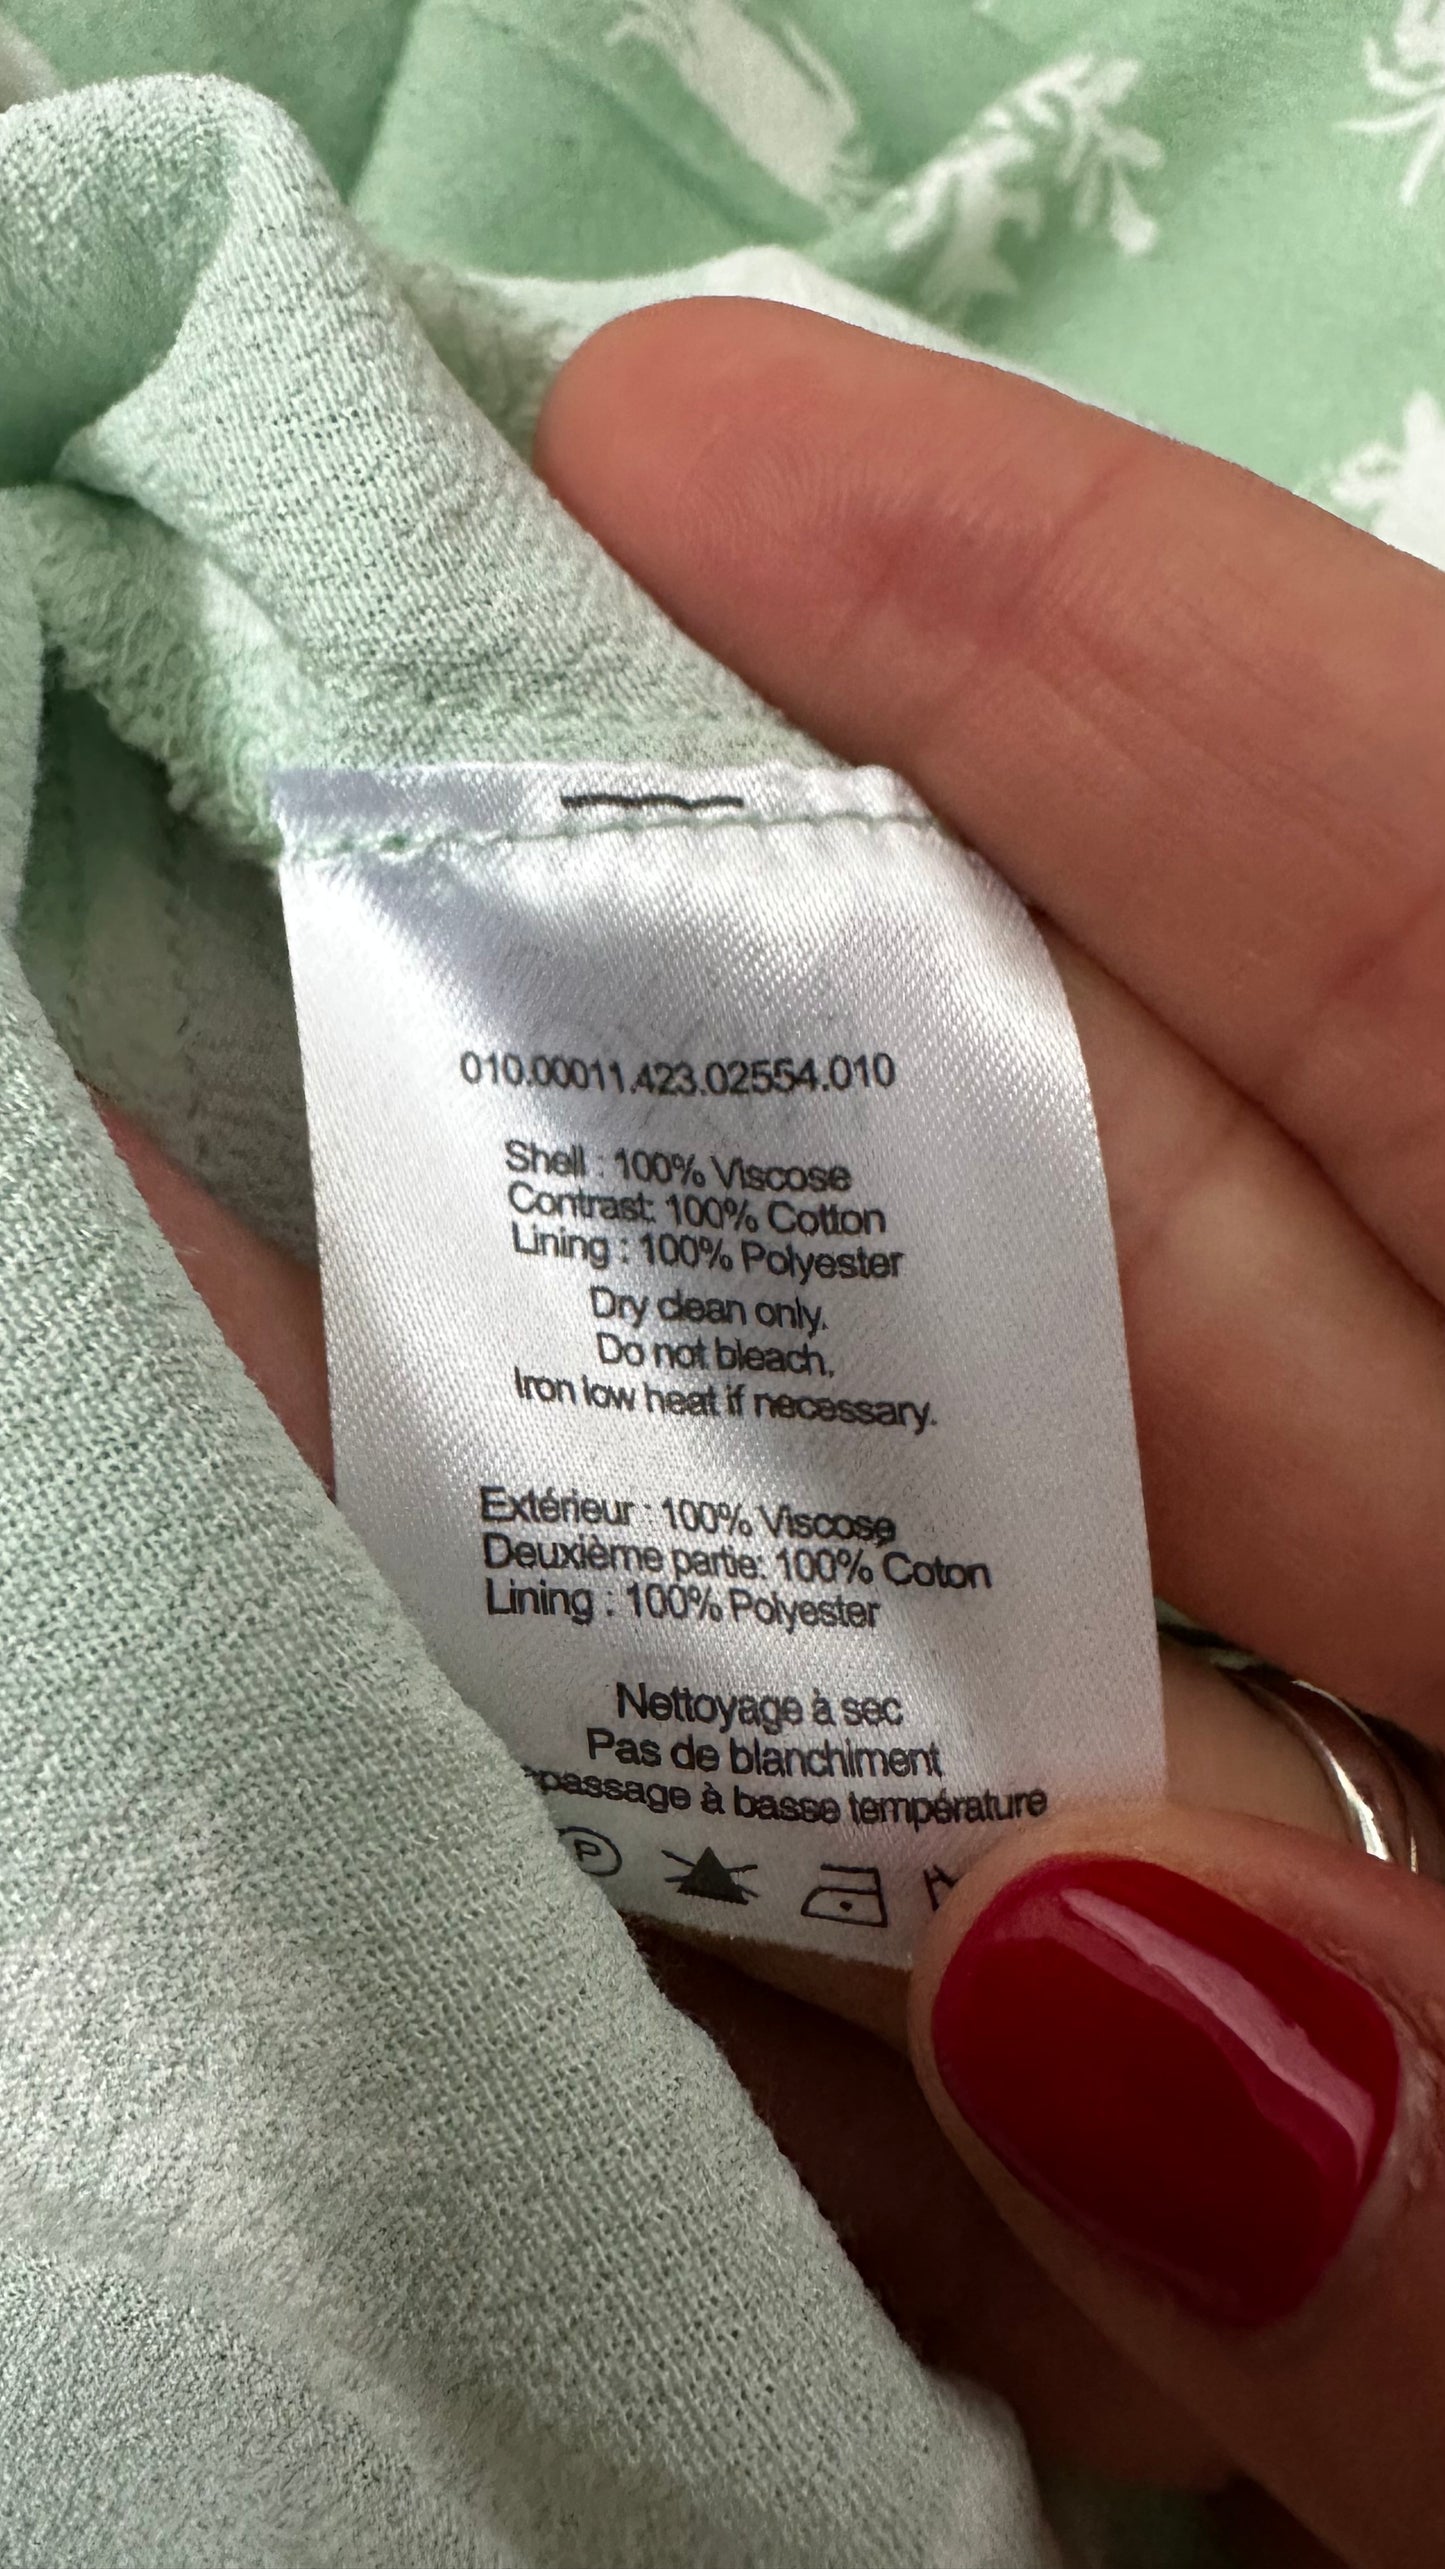 010.00011.423.02554.010
Shell : 100% Viscose
Contrast: 100% Cotton
Lining : 100% Polyester
Dry clean only.
Do not bleach.
Iron low heat if necessary.
Extérieur : 100% Viscose
Deuxième partie: 100% Coton
Lining : 100% Polyester
Nettoyage à sec
Pas de blanchiment
à basse température
P